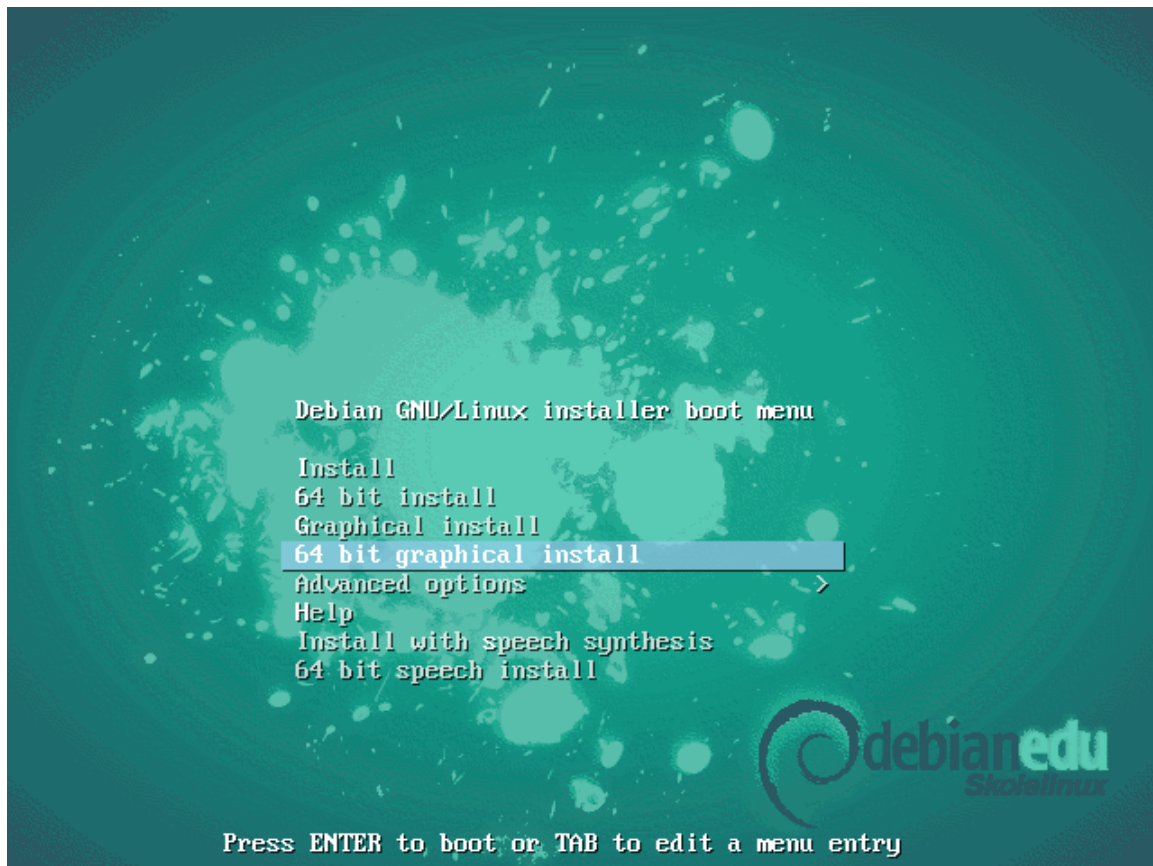 Debian GNU/Linux installer boot menu
Install
64 bit install
Graphical install
64 bit graphical install
Advanced options >
Help
Install with speech synthesis
64 bit speech install
debianedu
Skolelinux
Press ENTER to boot or TAB to edit a menu entry